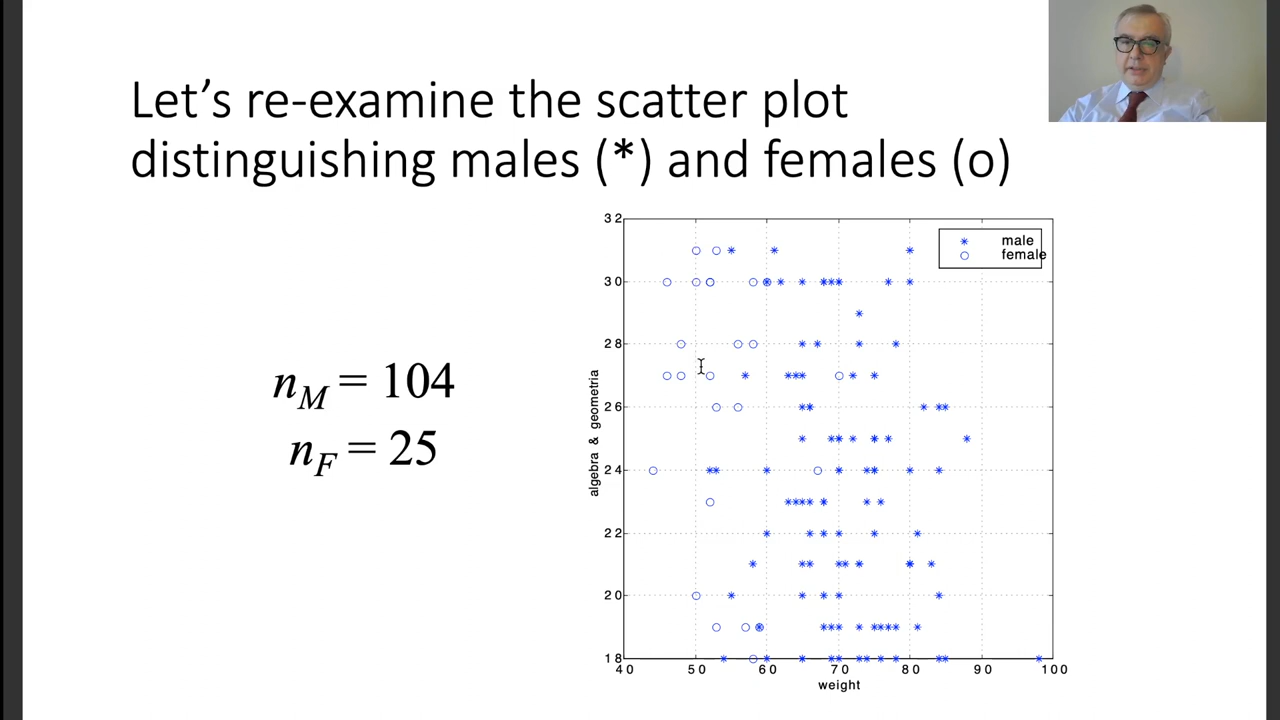 Let's re-examine the scatter plot
distinguishing males (*) and females (o)
n_M = 104
n_F = 25
32
30
28
26
24
22
20
18
algebra & geometria
male
female
40 50 60 70 80 90 100
weight